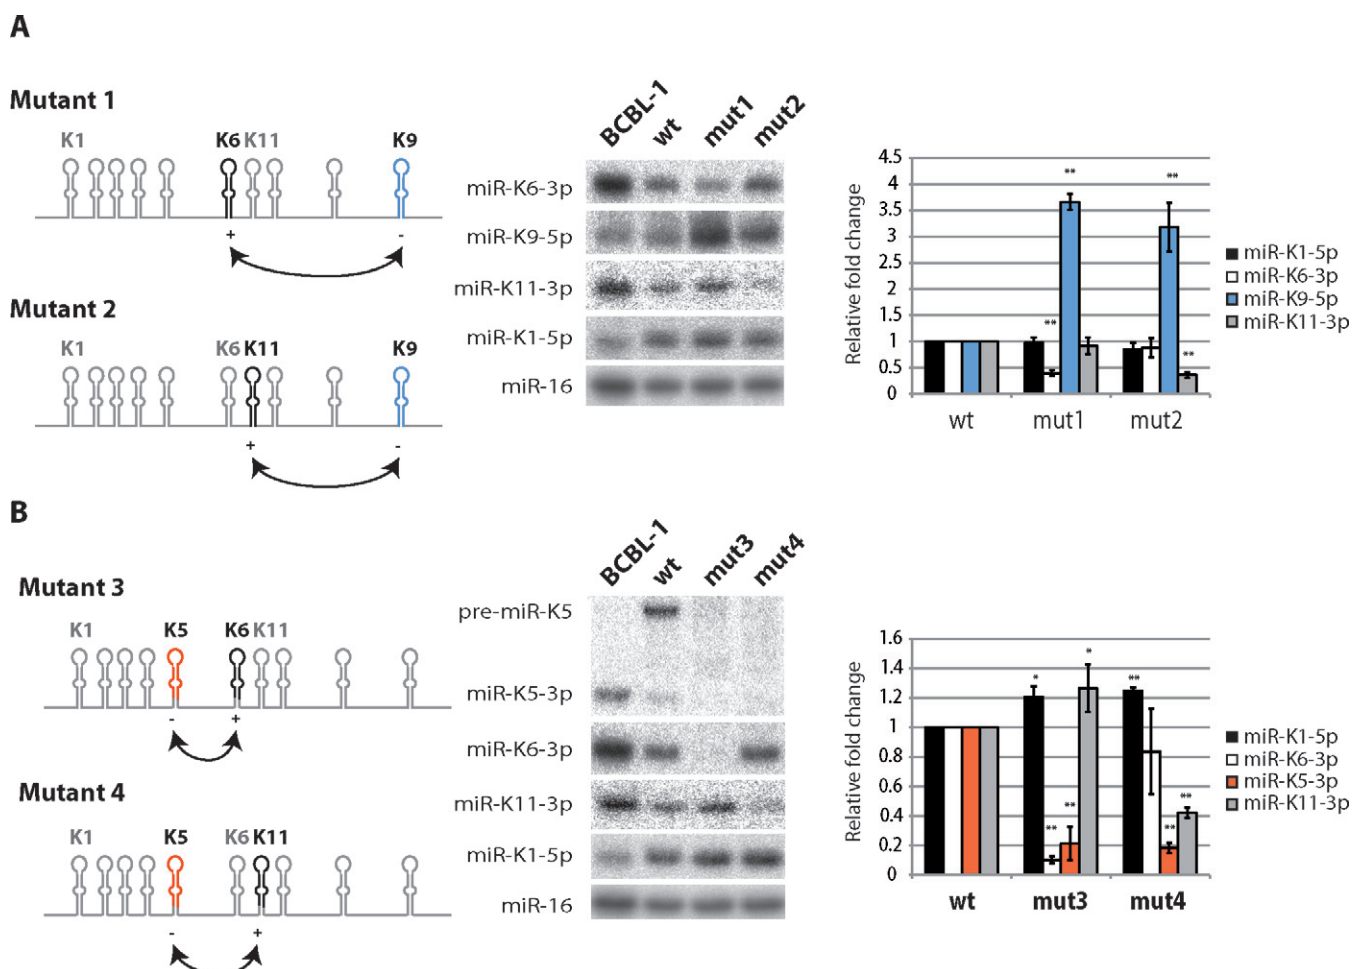 A
Mutant 1
K1 K6 K11 K9
+ -
Mutant 2
K1 K6 K11 K9
+ -
BCBL-1 wt mut1 mut2
miR-K6-3p
miR-K9-5p
miR-K11-3p
miR-K1-5p
miR-16
Relative fold change
4.5
4
3.5
3
2.5
2
1.5
1
0.5
0
** ** ** **
wt mut1 mut2
miR-K1-5p
miR-K6-3p
miR-K9-5p
miR-K11-3p
B
Mutant 3
K1 K5 K6 K11
- +
Mutant 4
K1 K5 K6 K11
- +
BCBL-1 wt mut3 mut4
pre-miR-K5
miR-K5-3p
miR-K6-3p
miR-K11-3p
miR-K1-5p
miR-16
Relative fold change
1.6
1.4
1.2
1
0.8
0.6
0.4
0.2
0
* ** ** * ** ** **
wt mut3 mut4
miR-K1-5p
miR-K6-3p
miR-K5-3p
miR-K11-3p